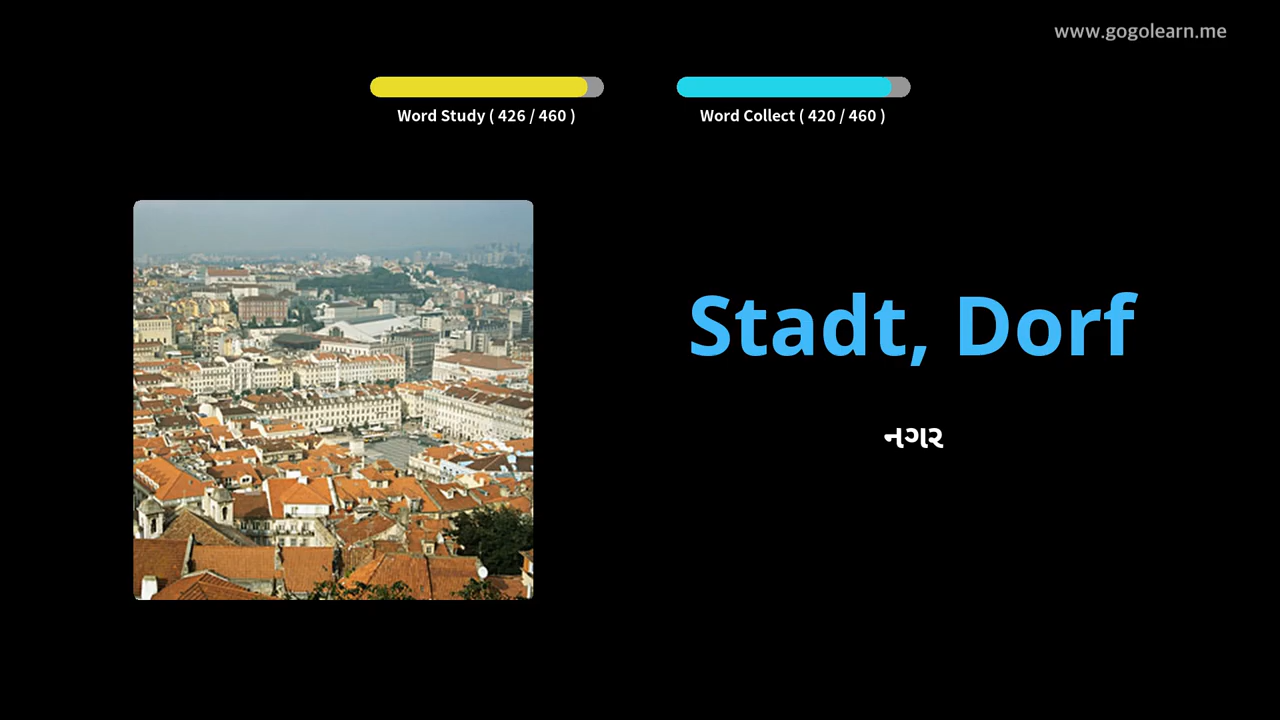 www.gogolearn.me
Word Study ( 426 / 460 )
Word Collect ( 420 / 460 )
Stadt, Dorf
નગર